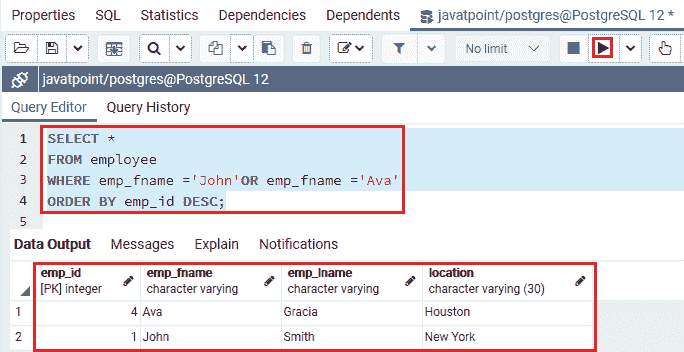 Properties SQL Statistics Dependencies Dependents javatpoint/postgres@PostgreSQL 12 *
No limit
javatpoint/postgres@PostgreSQL 12
Query Editor Query History
1 SELECT *
2 FROM employee
3 WHERE emp_fname ='John'OR emp_fname ='Ava'
4 ORDER BY emp_id DESC;
5
Data Output Messages Explain Notifications
emp_id emp_fname emp_lname location
[PK] integer character varying character varying character varying (30)
1 4 Ava Gracia Houston
2 1 John Smith New York